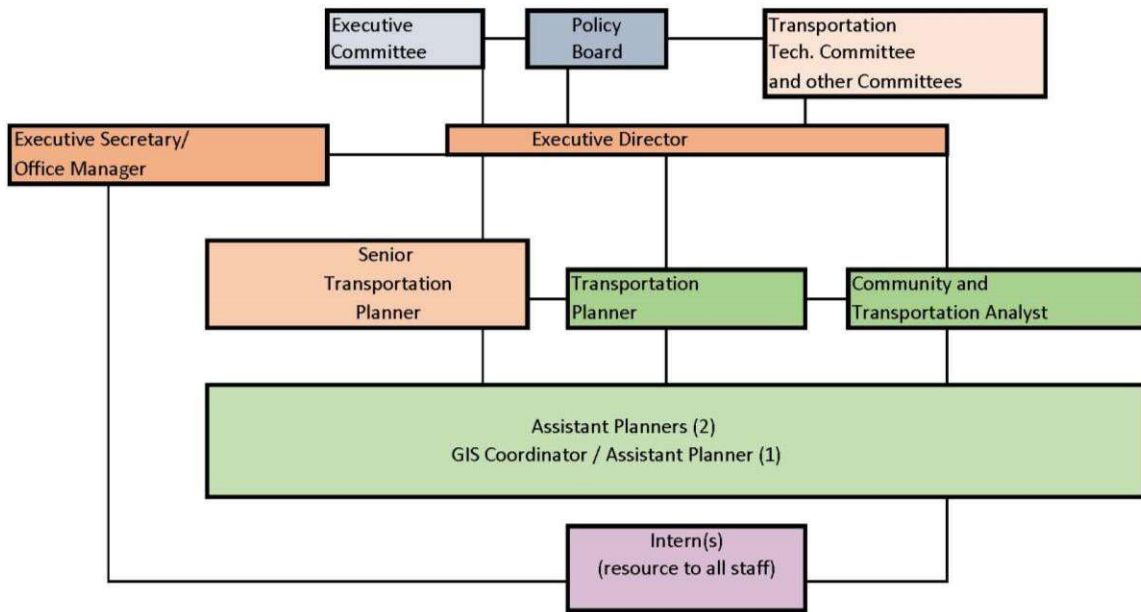 Executive
Committee
Policy
Board
Transportation
Tech. Committee
and other Committees
Executive Secretary/
Office Manager
Executive Director
Senior
Transportation
Planner
Transportation
Planner
Community and
Transportation Analyst
Assistant Planners (2)
GIS Coordinator / Assistant Planner (1)
Intern(s)
(resource to all staff)